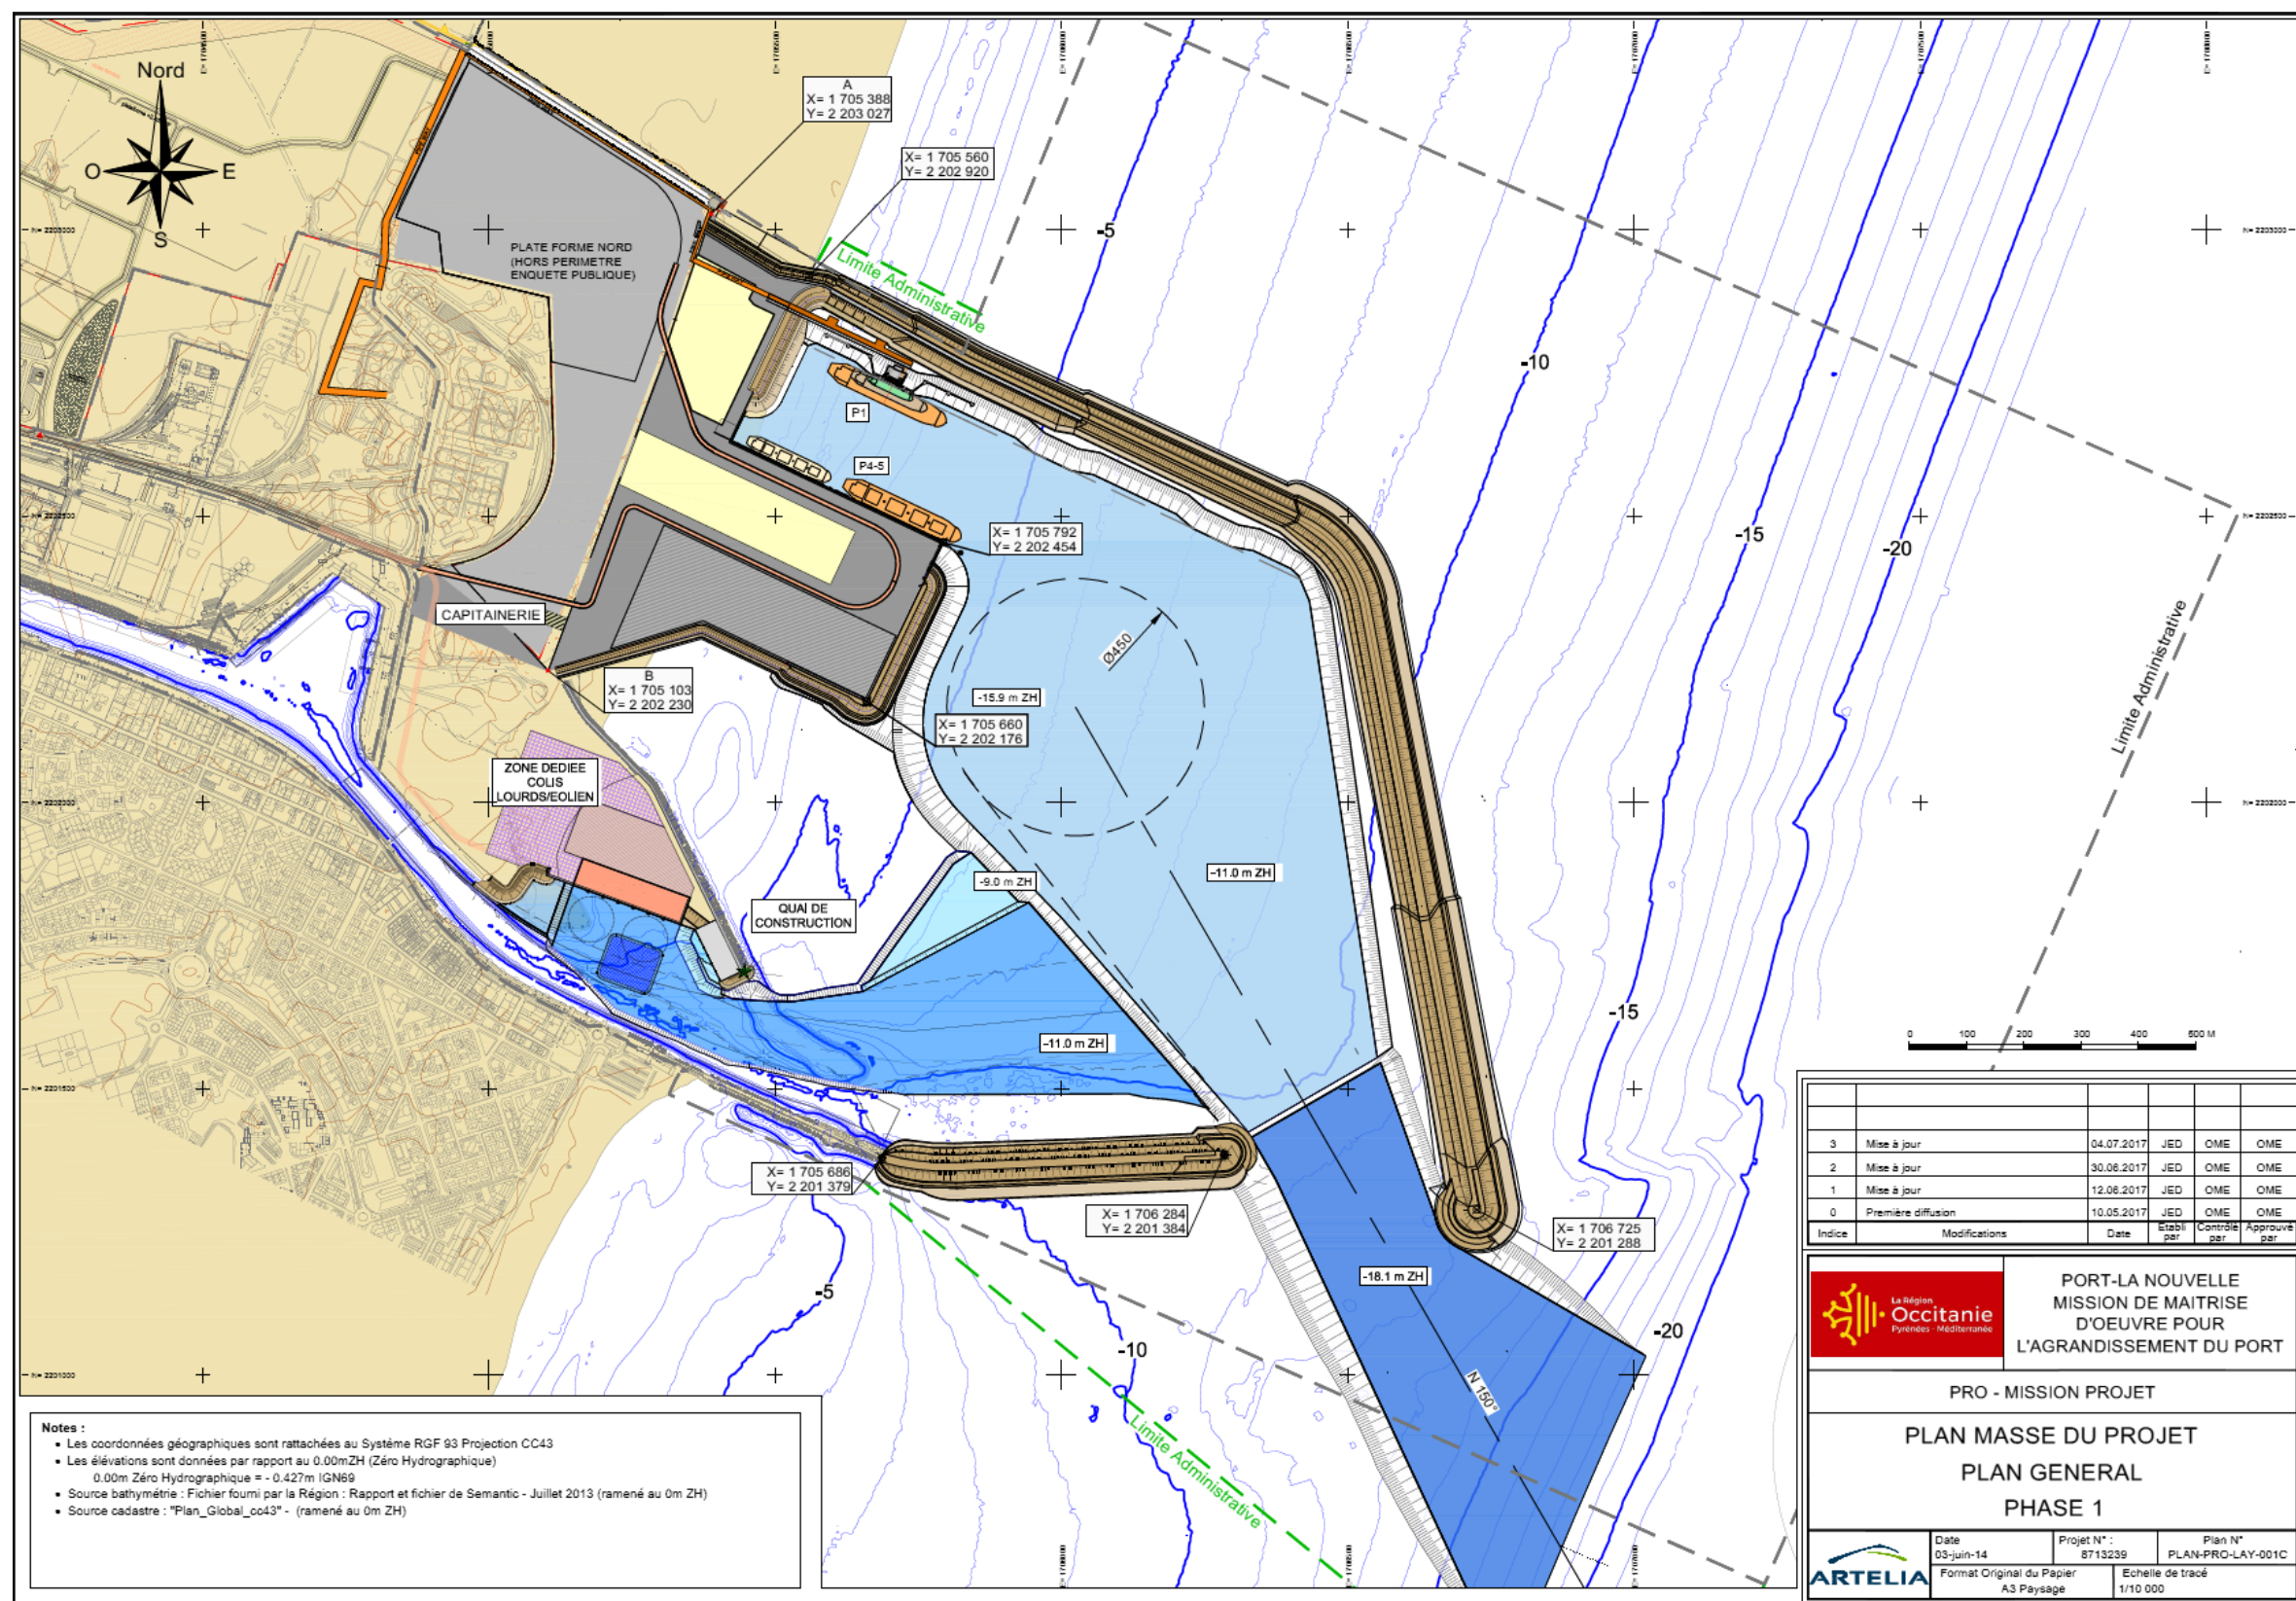 Nord
O
E
S
A
X= 1 705 388
Y= 2 203 027
X= 1 705 560
Y= 2 202 920
Limite Administrative
PLATE FORME NORD
(HORS PERIMETRE
ENQUETE PUBLIQUE)
P1
P4-5
X= 1 705 792
Y= 2 202 454
-5
-10
-15
-20
N= 2203000
N= 2203000
N= 2202500
N= 2202500
CAPITAINERIE
Ø450
-15.9 m ZH
B
X= 1 705 103
Y= 2 202 230
X= 1 705 660
Y= 2 202 176
Limite Administrative
ZONE DEDIEE
COLIS
LOURDS/EOLIEN
N= 2202000
N= 2202000
-9.0 m ZH
-11.0 m ZH
QUAI DE
CONSTRUCTION
-11.0 m ZH
-15
0 100 200 300 400 500 M
N= 2201500
X= 1 705 686
Y= 2 201 379
X= 1 706 284
Y= 2 201 384
X= 1 706 725
Y= 2 201 288
-18.1 m ZH
-5
-10
-20
N 150°
N= 2201000
Limite Administrative
Notes :
• Les coordonnées géographiques sont rattachées au Système RGF 93 Projection CC43
• Les élévations sont données par rapport au 0.00mZH (Zéro Hydrographique)
0.00m Zéro Hydrographique = - 0.427m IGN69
• Source bathymétrie : Fichier fourni par la Région : Rapport et fichier de Semantic - Juillet 2013 (ramené au 0m ZH)
• Source cadastre : "Plan_Global_cc43" - (ramené au 0m ZH)
3 Mise à jour 04.07.2017 JED OME OME
2 Mise à jour 30.06.2017 JED OME OME
1 Mise à jour 12.06.2017 JED OME OME
0 Première diffusion 10.05.2017 JED OME OME
Indice Modifications Date Etabli par Contrôlé par Approuvé par
La Région
Occitanie
Pyrénées - Méditerranée
PORT-LA NOUVELLE
MISSION DE MAITRISE
D'OEUVRE POUR
L'AGRANDISSEMENT DU PORT
PRO - MISSION PROJET
PLAN MASSE DU PROJET
PLAN GENERAL
PHASE 1
ARTELIA
Date
03-juin-14
Projet N° :
8713239
Plan N°
PLAN-PRO-LAY-001C
Format Original du Papier
A3 Paysage
Echelle de tracé
1/10 000